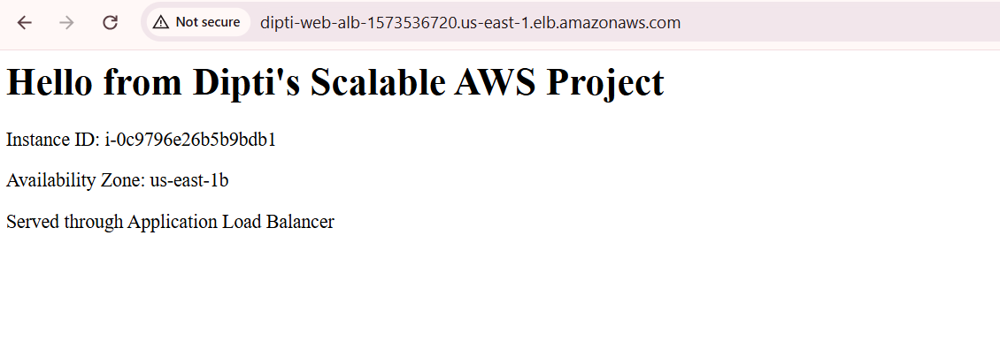 Not secure dipti-web-alb-1573536720.us-east-1.elb.amazonaws.com
Hello from Dipti's Scalable AWS Project
Instance ID: i-0c9796e26b5b9bdb1
Availability Zone: us-east-1b
Served through Application Load Balancer